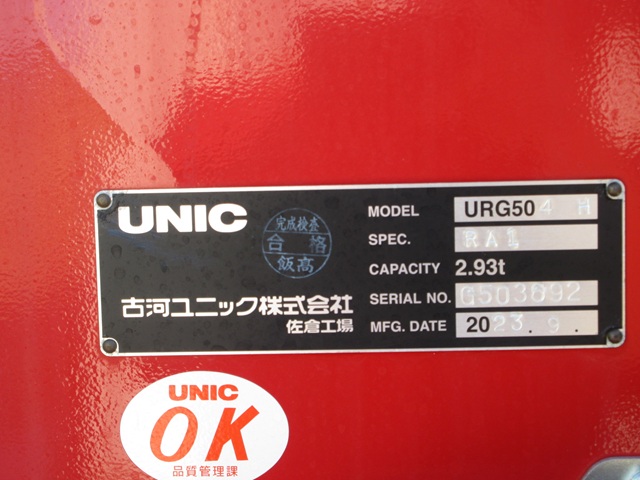 UNIC
完成検査
合格
飯高
古河ユニック株式会社
佐倉工場
MODEL URG504 H
SPEC. RA1
CAPACITY 2.93t
SERIAL NO. G503892
MFG. DATE 2023.9.
UNIC
OK
品質管理課